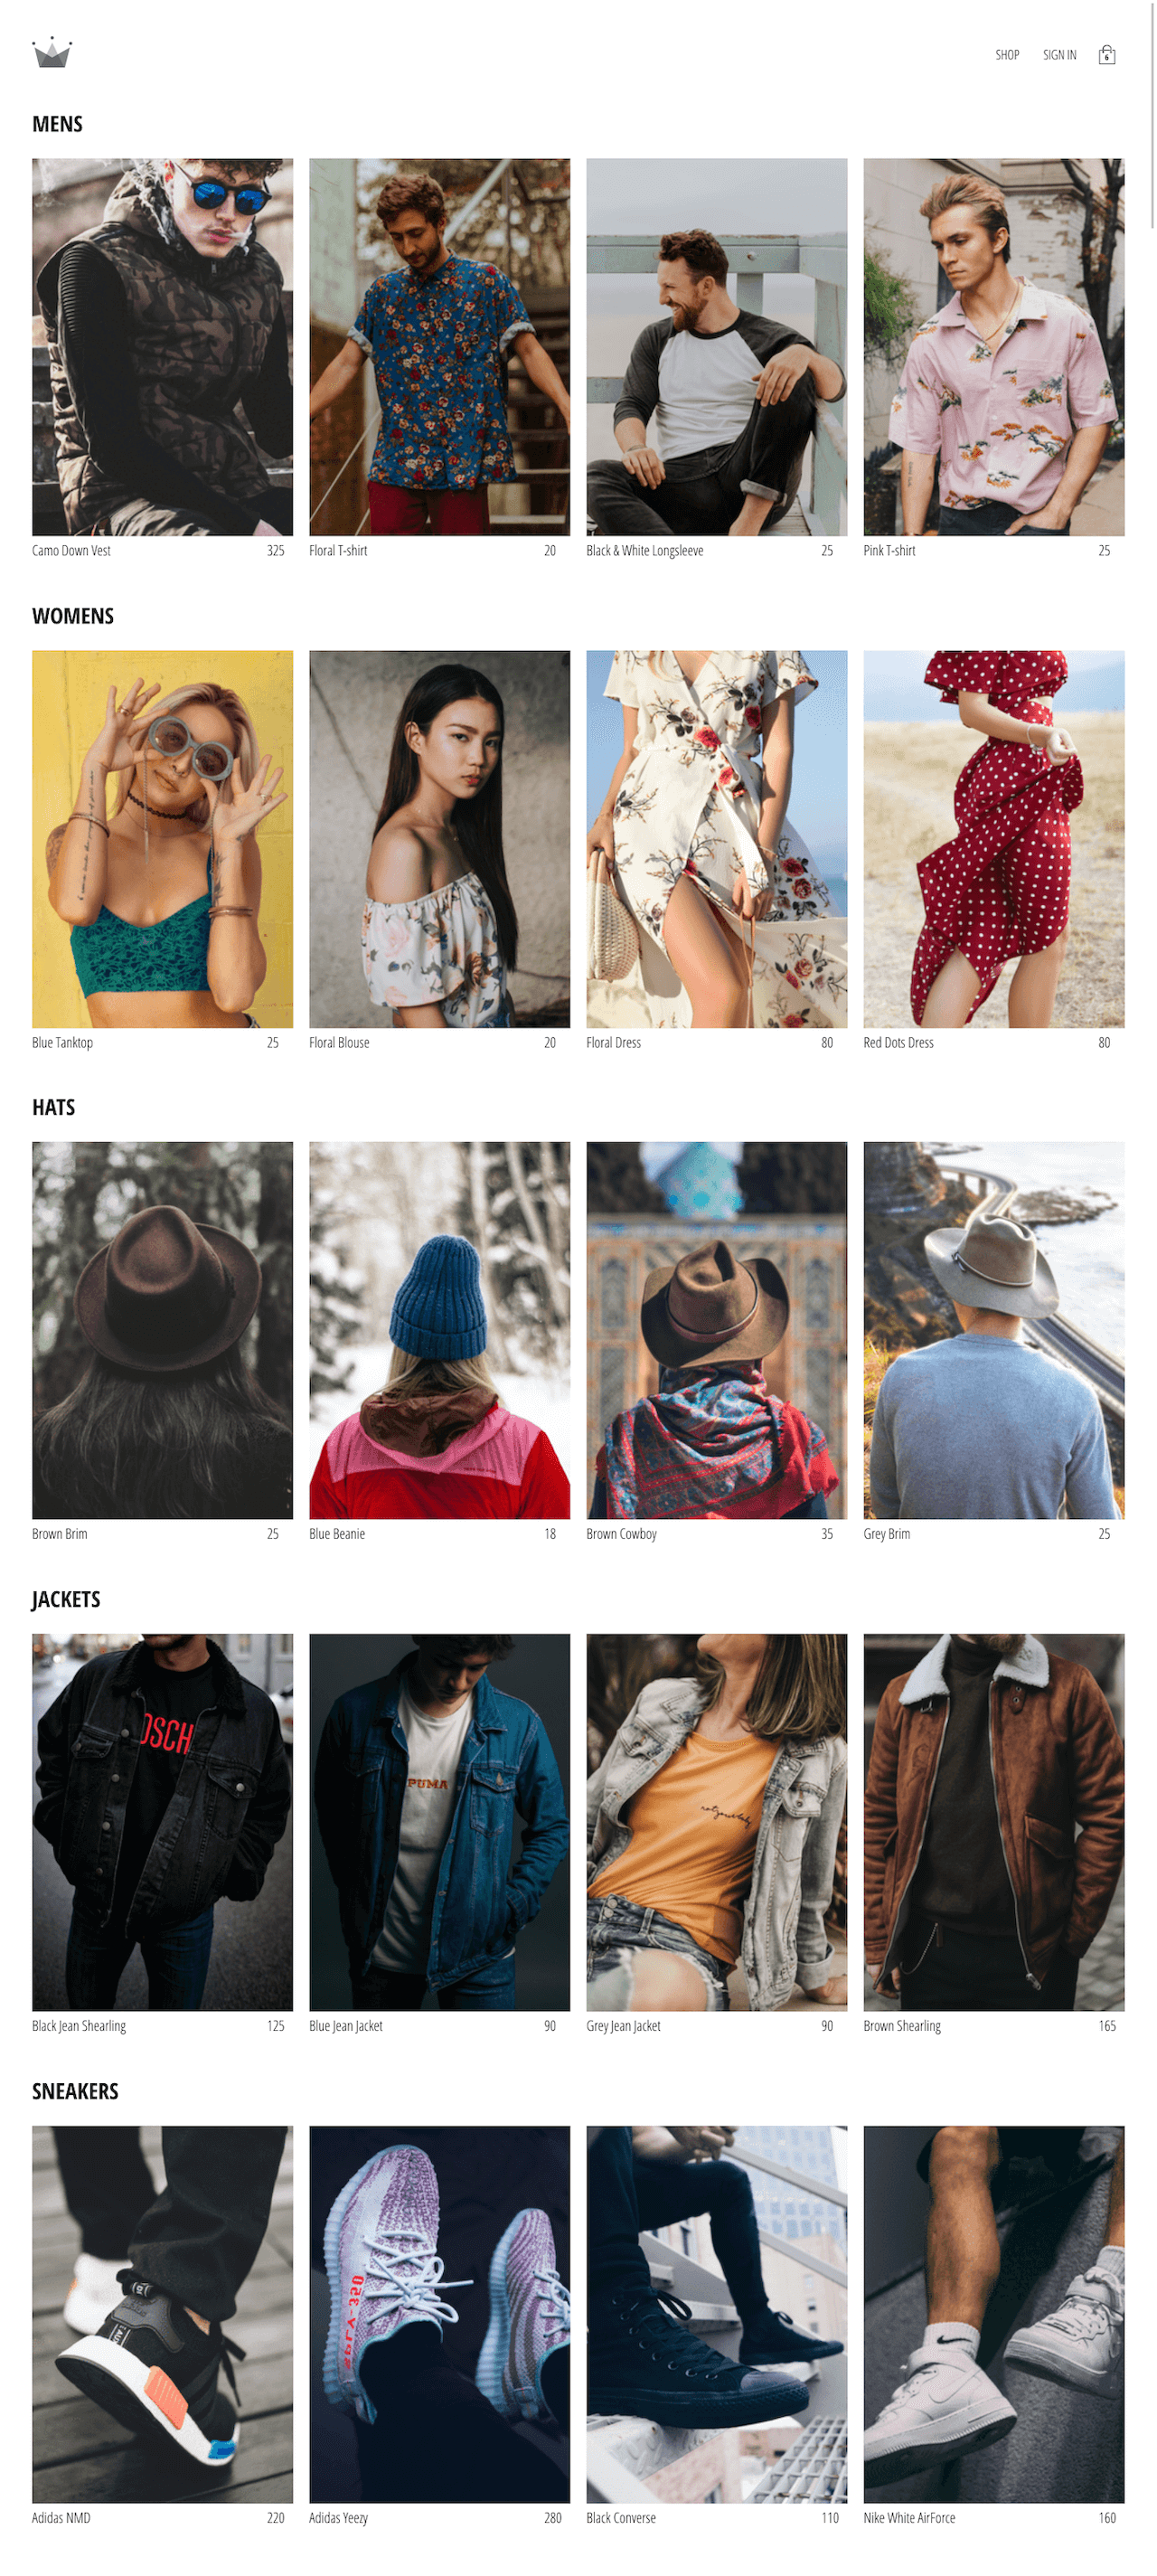 SHOP SIGN IN 6
MENS
Camo Down Vest 325 Floral T-shirt 20 Black & White Longsleeve 25 Pink T-shirt 25
WOMENS
Blue Tanktop 25 Floral Blouse 20 Floral Dress 80 Red Dots Dress 80
HATS
Brown Brim 25 Blue Beanie 18 Brown Cowboy 35 Grey Brim 25
JACKETS
OSCH
PUMA
Black Jean Shearling 125 Blue Jean Jacket 90 Grey Jean Jacket 90 Brown Shearling 165
SNEAKERS
Adidas NMD 220 Adidas Yeezy 280 Black Converse 110 Nike White AirForce 160